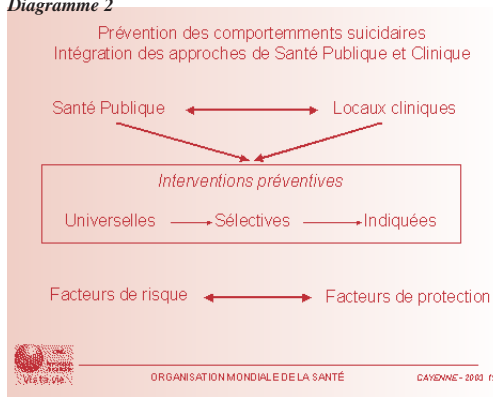 Diagramme 2
Prévention des comportemments suicidaires
Intégration des approches de Santé Publique et Clinique
Santé Publique Locaux cliniques
Interventions préventives
Universelles Sélectives Indiquées
Facteurs de risque Facteurs de protection
ORGANISATION MONDIALE DE LA SANTÉ CAYENNE - 2003